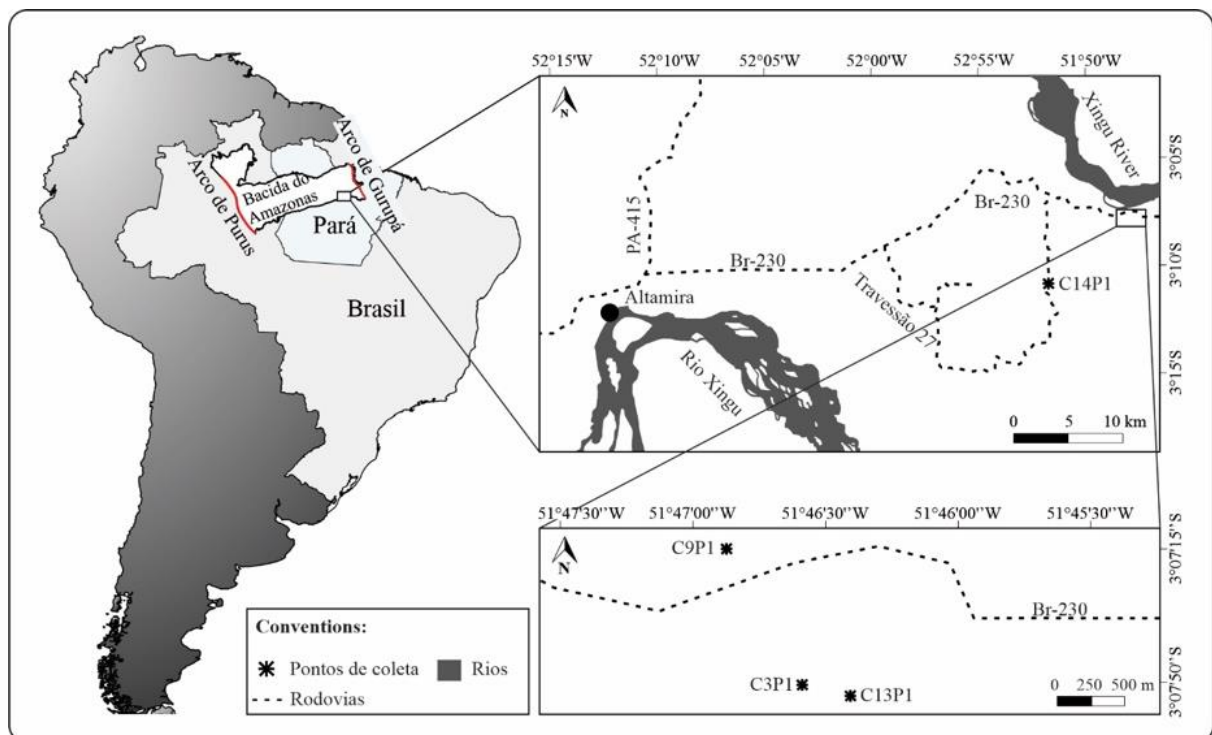 Arco de Purus
Bacida do
Amazonas
Arco de Gurupá
Pará
Brasil
Conventions:
Pontos de coleta
Rios
Rodovias
52°15'W
52°10'W
52°05'W
52°00'W
52°55'W
51°50'W
N
PA-415
Br-230
Altamira
Rio Xingu
Travessão 27
Br-230
C14P1
Xingu River
3°05'S
3°10'S
3°15'S
0 5 10 km
51°47'30''W
51°47'00''W
51°46'30''W
51°46'00''W
51°45'30''W
N
C9P1
Br-230
C3P1
C13P1
3°07'15''S
3°07'50''S
0 250 500 m